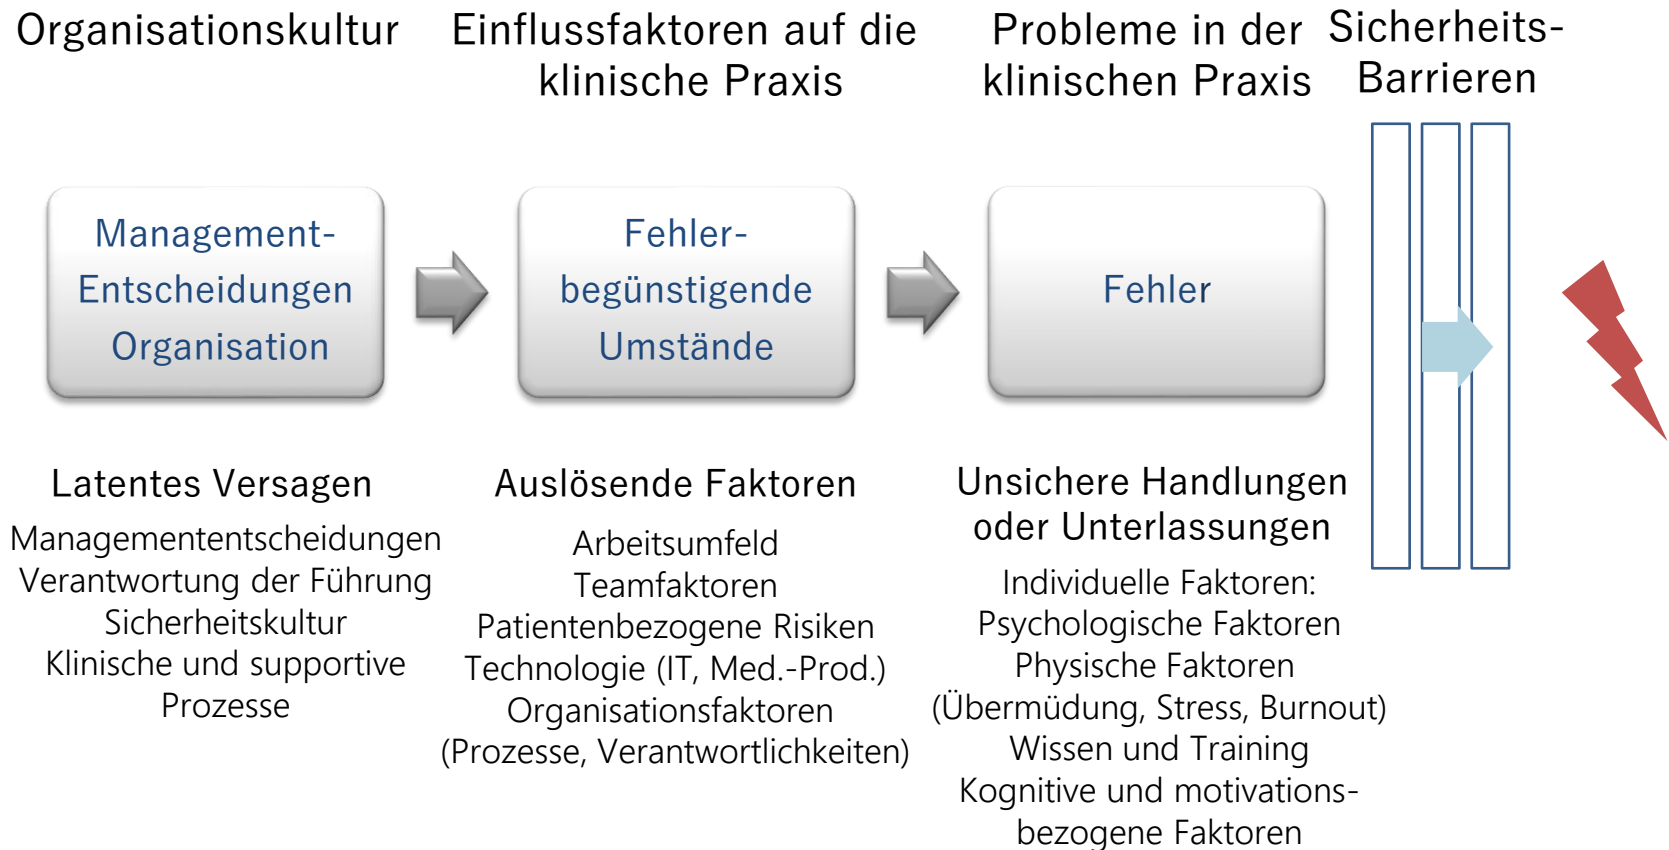 Organisationskultur
Einflussfaktoren auf die
klinische Praxis
Probleme in der
klinischen Praxis
Sicherheits-
Barrieren
Management-
Entscheidungen
Organisation
Fehler-
begünstigende
Umstände
Fehler
Latentes Versagen
Managemententscheidungen
Verantwortung der Führung
Sicherheitskultur
Klinische und supportive
Prozesse
Auslösende Faktoren
Arbeitsumfeld
Teamfaktoren
Patientenbezogene Risiken
Technologie (IT, Med.-Prod.)
Organisationsfaktoren
(Prozesse, Verantwortlichkeiten)
Unsichere Handlungen
oder Unterlassungen
Individuelle Faktoren:
Psychologische Faktoren
Physische Faktoren
(Übermüdung, Stress, Burnout)
Wissen und Training
Kognitive und motivations-
bezogene Faktoren